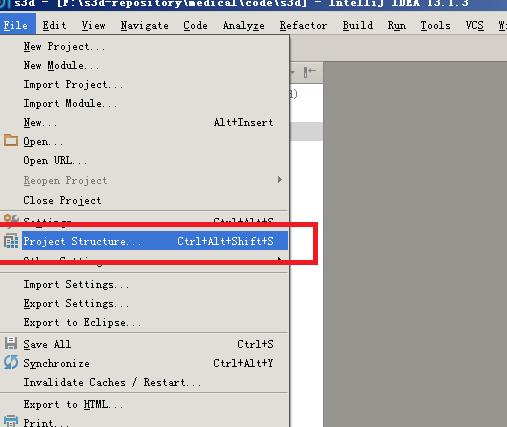 s3d - [F:\s3d-repository\medical\code\s3d] - IntelliJ IDEA 13.1.3
File Edit View Navigate Code Analyze Refactor Build Run Tools VCS
New Project...
New Module...
Import Project...
Import Module...
New... Alt+Insert
Open...
Open URL...
Reopen Project
Close Project
Settings... Ctrl+Alt+S
Project Structure... Ctrl+Alt+Shift+S
Other Settings
Import Settings...
Export Settings...
Export to Eclipse...
Save All Ctrl+S
Synchronize Ctrl+Alt+Y
Invalidate Caches / Restart...
Export to HTML...
Print...